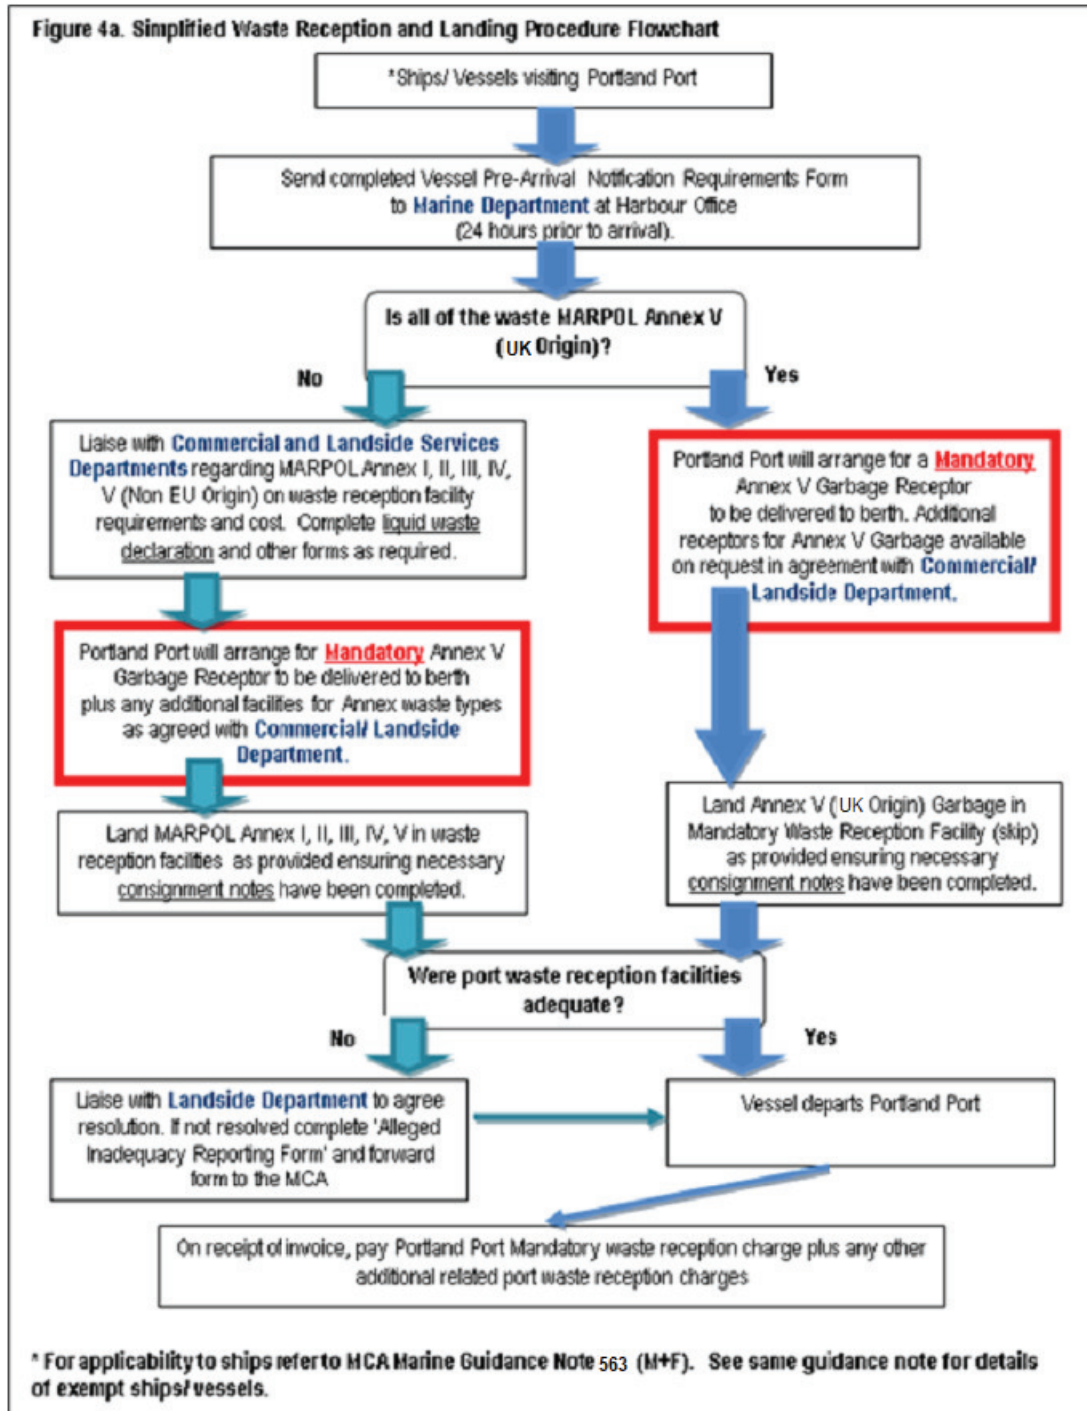 Figure 4a. Simplified Waste Reception and Landing Procedure Flowchart
*Ships/ Vessels visiting Portland Port
Send completed Vessel Pre-Arrival Notification Requirements Form
to Marine Department at Harbour Office
(24 hours prior to arrival).
Is all of the waste MARPOL Annex V
(UK Origin)?
No
Yes
Liaise with Commercial and Landside Services
Departments regarding MARPOL Annex I, II, III, IV,
V (Non EU Origin) on waste reception facility
requirements and cost. Complete liquid waste
declaration and other forms as required.
Portland Port will arrange for a Mandatory
Annex V Garbage Receptor
to be delivered to berth. Additional
receptors for Annex V Garbage available
on request in agreement with Commercial/
Landside Department.
Portland Port will arrange for Mandatory Annex V
Garbage Receptor to be delivered to berth
plus any additional facilities for Annex waste types
as agreed with Commercial/ Landside
Department.
Land MARPOL Annex I, II, III, IV, V in waste
reception facilities as provided ensuring necessary
consignment notes have been completed.
Land Annex V (UK Origin) Garbage in
Mandatory Waste Reception Facility (skip)
as provided ensuring necessary
consignment notes have been completed.
Were port waste reception facilities
adequate?
No
Yes
Liaise with Landside Department to agree
resolution. If not resolved complete 'Alleged
Inadequacy Reporting Form' and forward
form to the MCA
Vessel departs Portland Port
On receipt of invoice, pay Portland Port Mandatory waste reception charge plus any other
additional related port waste reception charges
* For applicability to ships refer to MCA Marine Guidance Note 563 (M+F). See same guidance note for details
of exempt ships/ vessels.